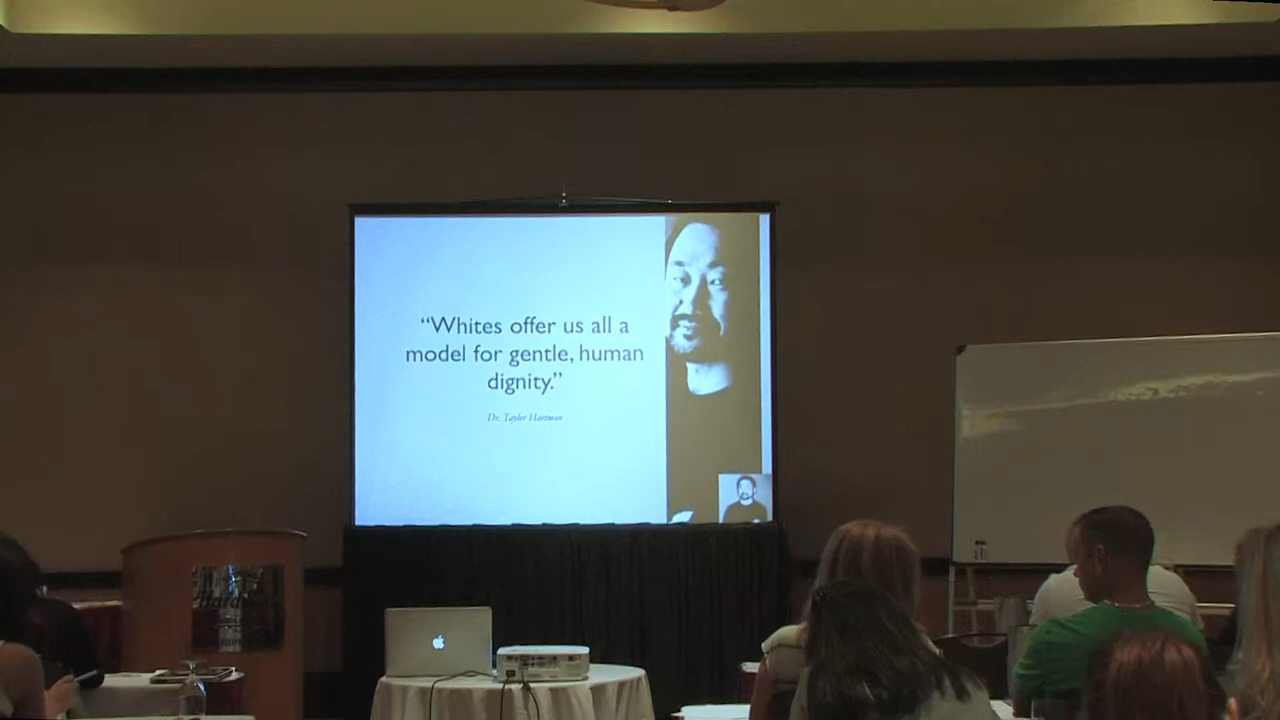 “Whites offer us all a
model for gentle, human
dignity.”
Dr. Taylor Hartman